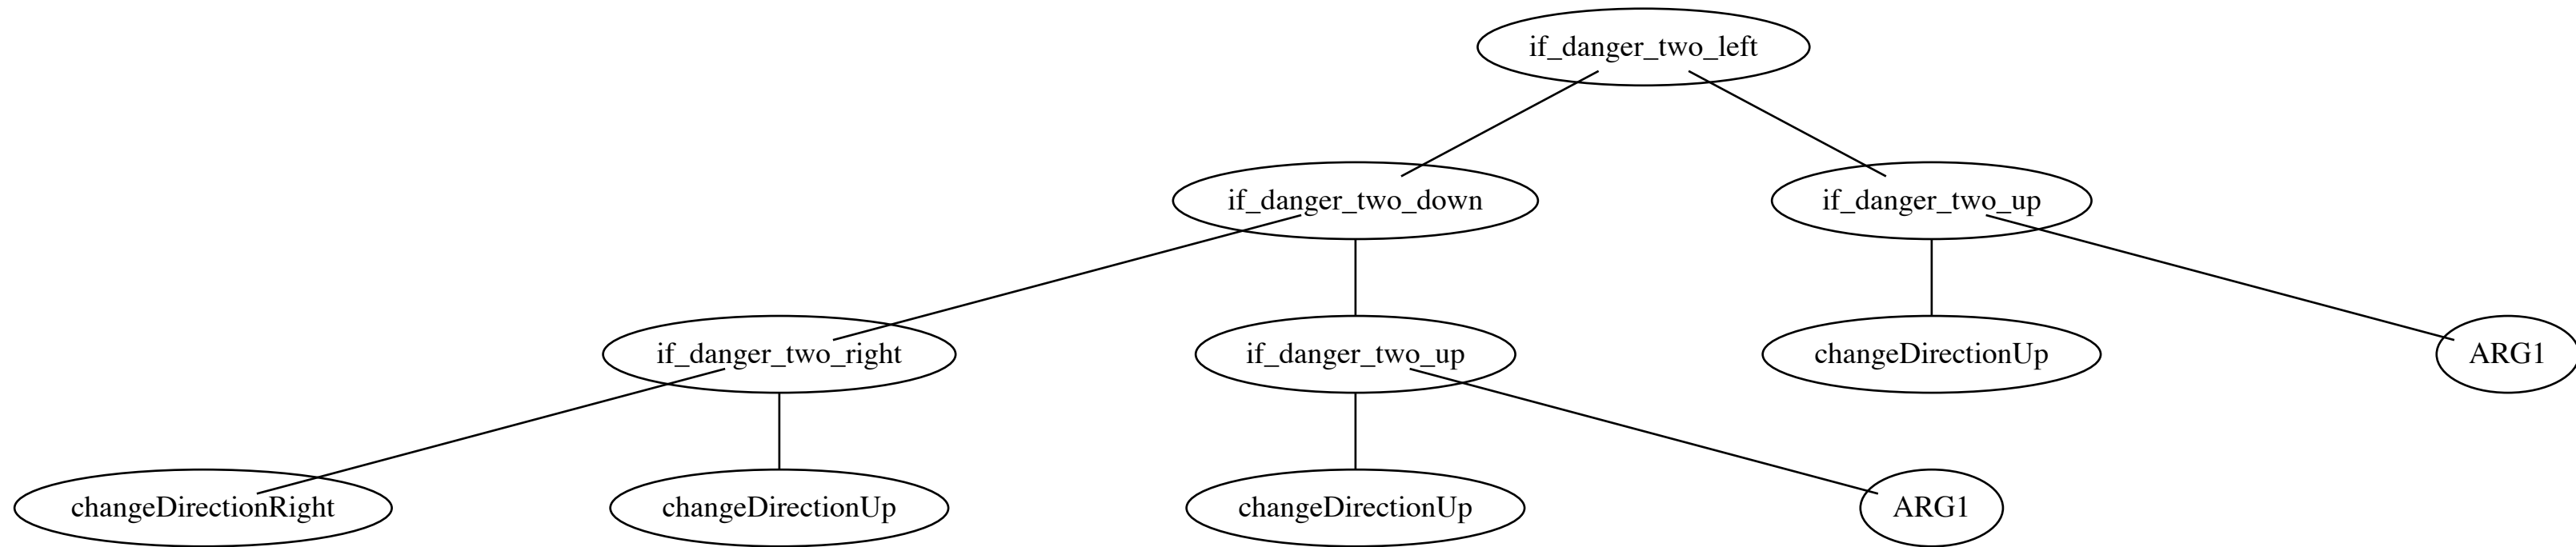 if_danger_two_left
if_danger_two_down
if_danger_two_up
if_danger_two_right
if_danger_two_up
changeDirectionUp
ARG1
changeDirectionRight
changeDirectionUp
changeDirectionUp
ARG1